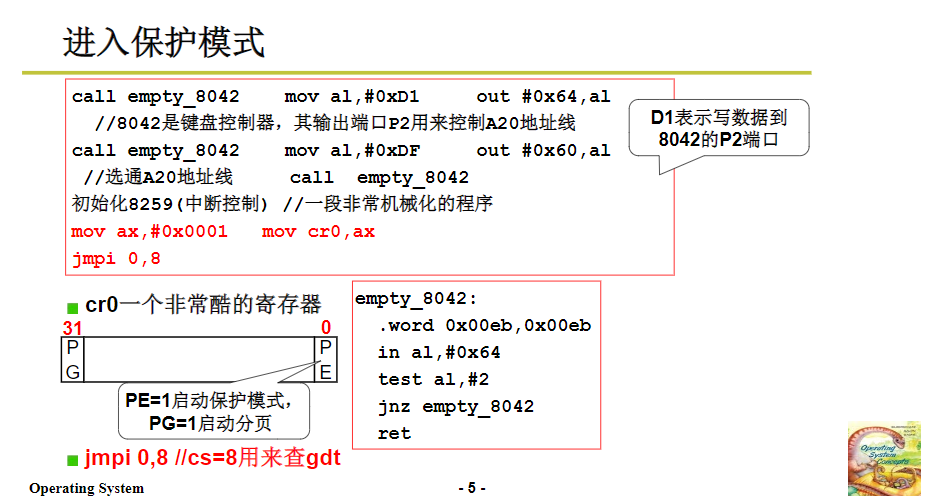 进入保护模式
call empty_8042 mov al,#0xD1 out #0x64,al
//8042是键盘控制器，其输出端口P2用来控制A20地址线
call empty_8042 mov al,#0xDF out #0x60,al
//选通A20地址线 call empty_8042
初始化8259(中断控制) //一段非常机械化的程序
mov ax,#0x0001 mov cr0,ax
jmpi 0,8
D1表示写数据到
8042的P2端口
cr0一个非常酷的寄存器
31 0
P P
G E
PE=1启动保护模式，
PG=1启动分页
jmpi 0,8 //cs=8用来查gdt
empty_8042:
.word 0x00eb,0x00eb
in al,#0x64
test al,#2
jnz empty_8042
ret
Operating
System
Concepts
Operating System
- 5 -